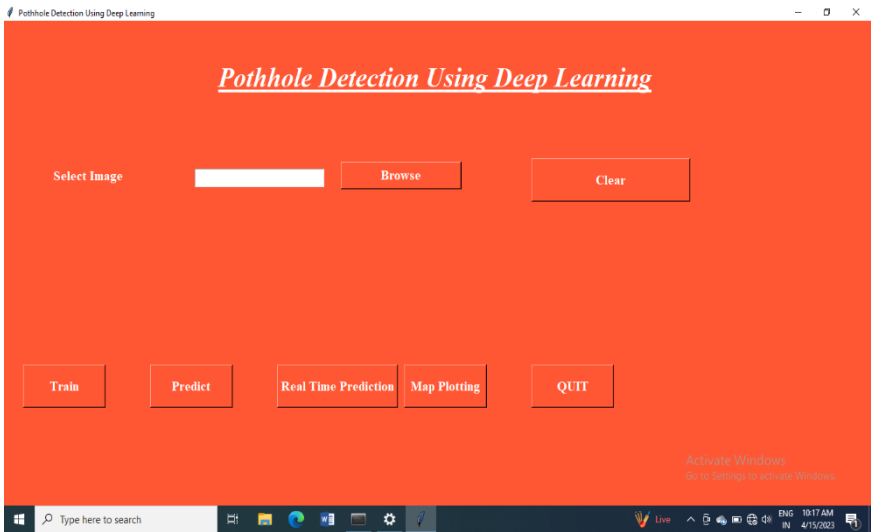 Pothhole Detection Using Deep Learning
Pothhole Detection Using Deep Learning
Select Image
Browse
Clear
Train
Predict
Real Time Prediction
Map Plotting
QUIT
Activate Windows
Go to Settings to activate Windows.
Type here to search
Live
ENG
IN
10:17 AM
4/15/2023